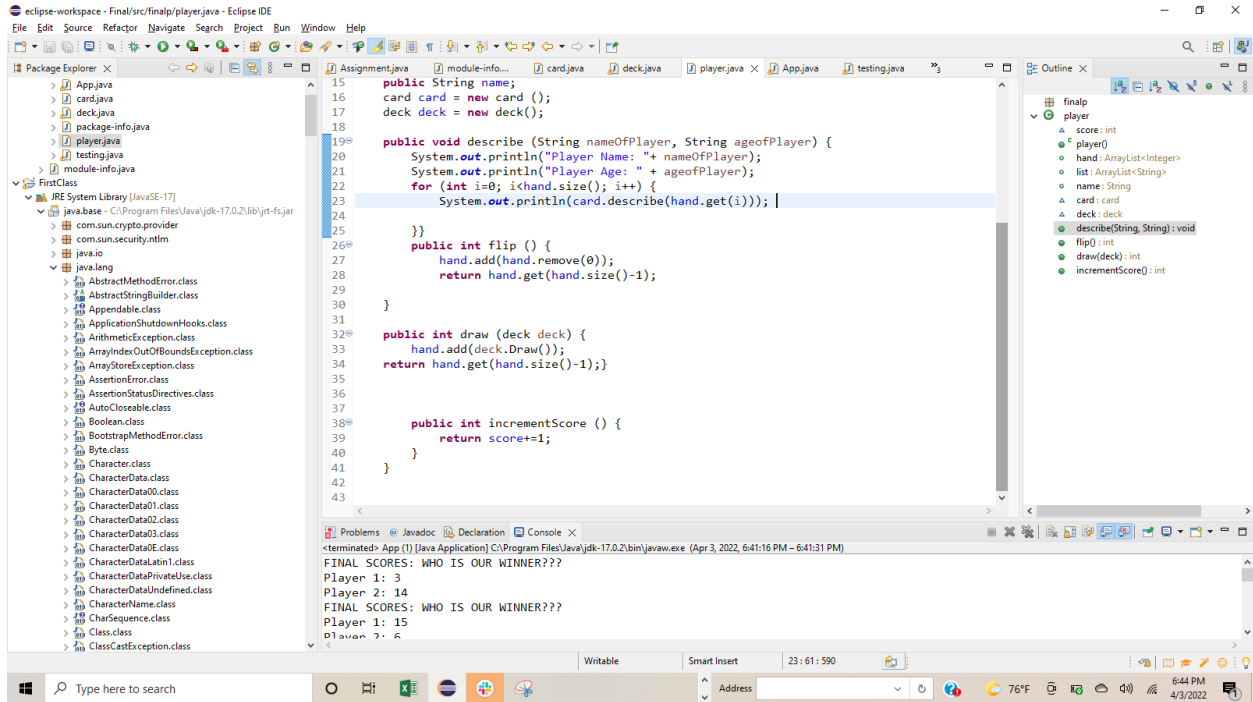 eclipse-workspace - Final/src/finalp/player.java - Eclipse IDE
File Edit Source Refactor Navigate Search Project Run Window Help
Package Explorer
App.java
card.java
deck.java
package-info.java
player.java
testing.java
module-info.java
FirstClass
JRE System Library [JavaSE-17]
java.base - C:\Program Files\Java\jdk-17.0.2\lib\jrt-fs.jar
com.sun.crypto.provider
com.sun.security.ntlm
java.io
java.lang
AbstractMethodError.class
AbstractStringBuilder.class
Appendable.class
ApplicationShutdownHooks.class
ArithmeticException.class
ArrayIndexOutOfBoundsException.class
ArrayStoreException.class
AssertionError.class
AssertionStatusDirectives.class
AutoCloseable.class
Boolean.class
BootstrapMethodError.class
Byte.class
Character.class
CharacterData.class
CharacterData00.class
CharacterData01.class
CharacterData02.class
CharacterData03.class
CharacterData0E.class
CharacterDataLatin1.class
CharacterDataPrivateUse.class
CharacterDataUndefined.class
CharacterName.class
CharSequence.class
Class.class
ClassCastException.class
Assignment.java module-info.... card.java deck.java player.java App.java testing.java »3
15 public String name;
16 card card = new card ();
17 deck deck = new deck();
18
19 public void describe (String nameOfPlayer, String ageofPlayer) {
20 System.out.println("Player Name: "+ nameOfPlayer);
21 System.out.println("Player Age: " + ageofPlayer);
22 for (int i=0; i<hand.size(); i++) {
23 System.out.println(card.describe(hand.get(i)));
24
25 }}
26 public int flip () {
27 hand.add(hand.remove(0));
28 return hand.get(hand.size()-1);
29
30 }
31
32 public int draw (deck deck) {
33 hand.add(deck.Draw());
34 return hand.get(hand.size()-1);}
35
36
37
38 public int incrementScore () {
39 return score+=1;
40 }
41 }
42
43
Outline
finalp
player
score : int
player()
hand : ArrayList<Integer>
list : ArrayList<String>
name : String
card : card
deck : deck
describe(String, String) : void
flip() : int
draw(deck) : int
incrementScore() : int
Problems @ Javadoc Declaration Console
<terminated> App (1) [Java Application] C:\Program Files\Java\jdk-17.0.2\bin\javaw.exe (Apr 3, 2022, 6:41:16 PM – 6:41:31 PM)
FINAL SCORES: WHO IS OUR WINNER???
Player 1: 3
Player 2: 14
FINAL SCORES: WHO IS OUR WINNER???
Player 1: 15
Player 2: 6
Writable Smart Insert 23 : 61 : 590
Type here to search
Address
76°F
6:44 PM
4/3/2022